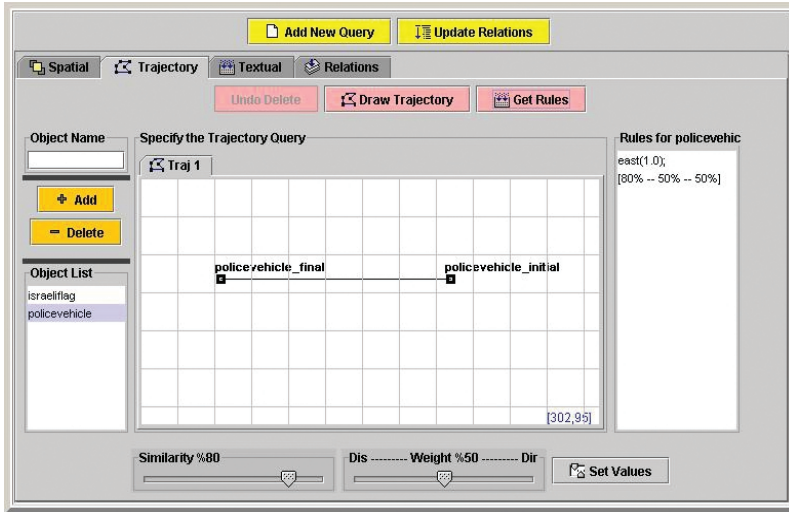 Add New Query Update Relations
Spatial Trajectory Textual Relations
Undo Delete Draw Trajectory Get Rules
Object Name Specify the Trajectory Query Rules for policevehic
Traj 1 east(1.0);
[80% -- 50% -- 50%]
Add
Delete
policevehicle_final policevehicle_initial
Object List
israeliflag
policevehicle
[302,95]
Similarity %80 Dis --------- Weight %50 --------- Dir
Set Values